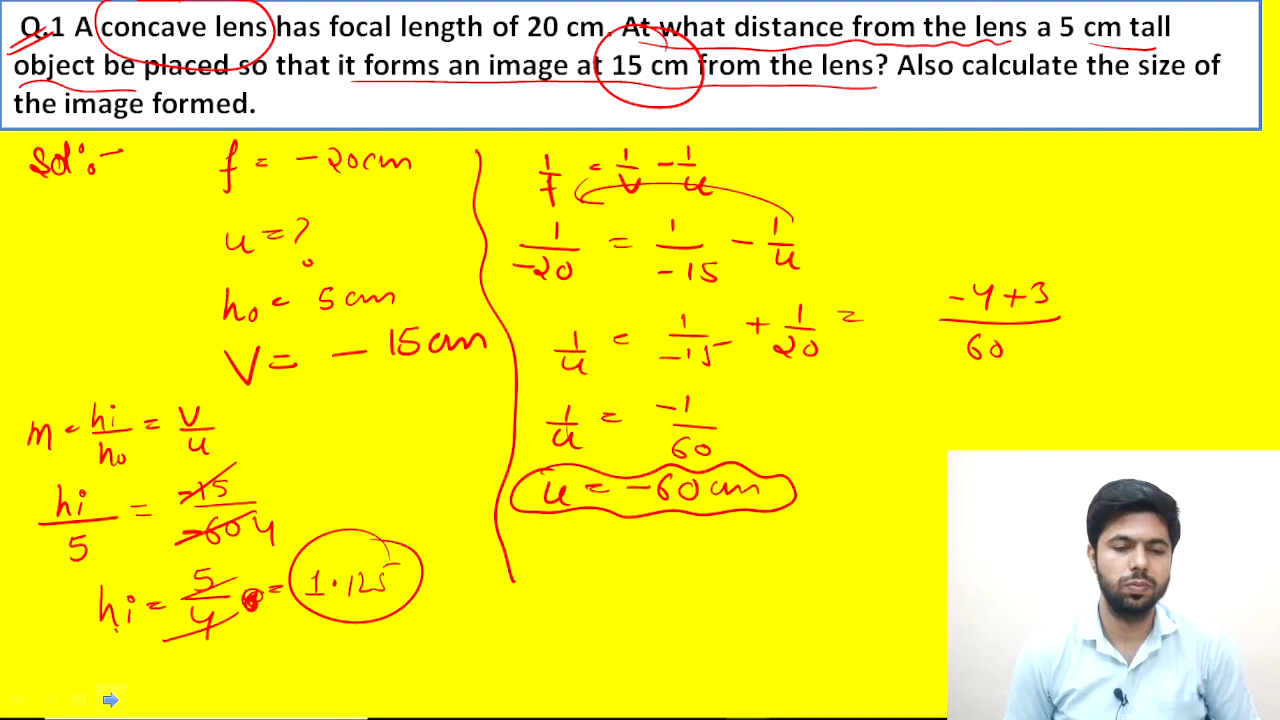 Q.1 A concave lens has focal length of 20 cm. At what distance from the lens a 5 cm tall
object be placed so that it forms an image at 15 cm from the lens? Also calculate the size of
the image formed.
Sol:-
f = -20cm
u = ?
ho = 5cm
V = - 15cm
m = hi/ho = V/u
hi/5 = -15/-60 4
hi = 5/4 = 1.125
1/f = 1/V - 1/u
1/-20 = 1/-15 - 1/u
1/u = 1/-15 + 1/20 = -4+3/60
1/u = -1/60
u = -60cm